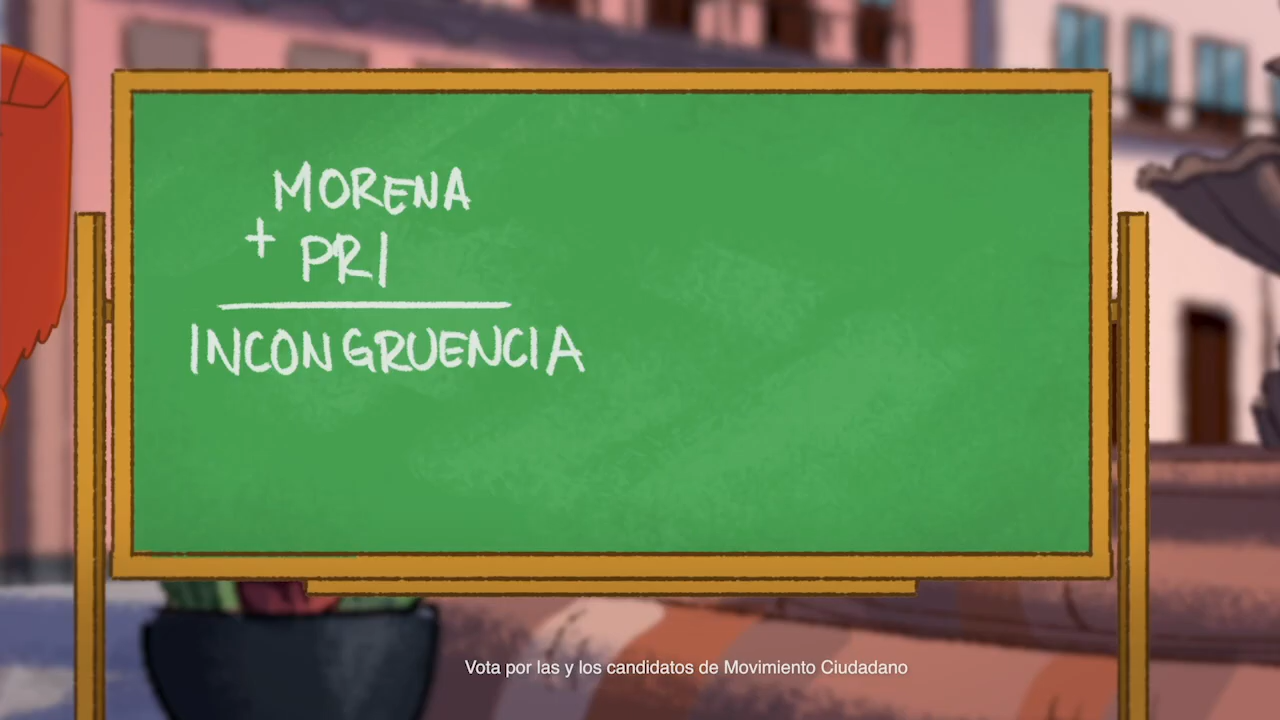 MORENA
+ PRI
INCONGRUENCIA
Vota por las y los candidatos de Movimiento Ciudadano